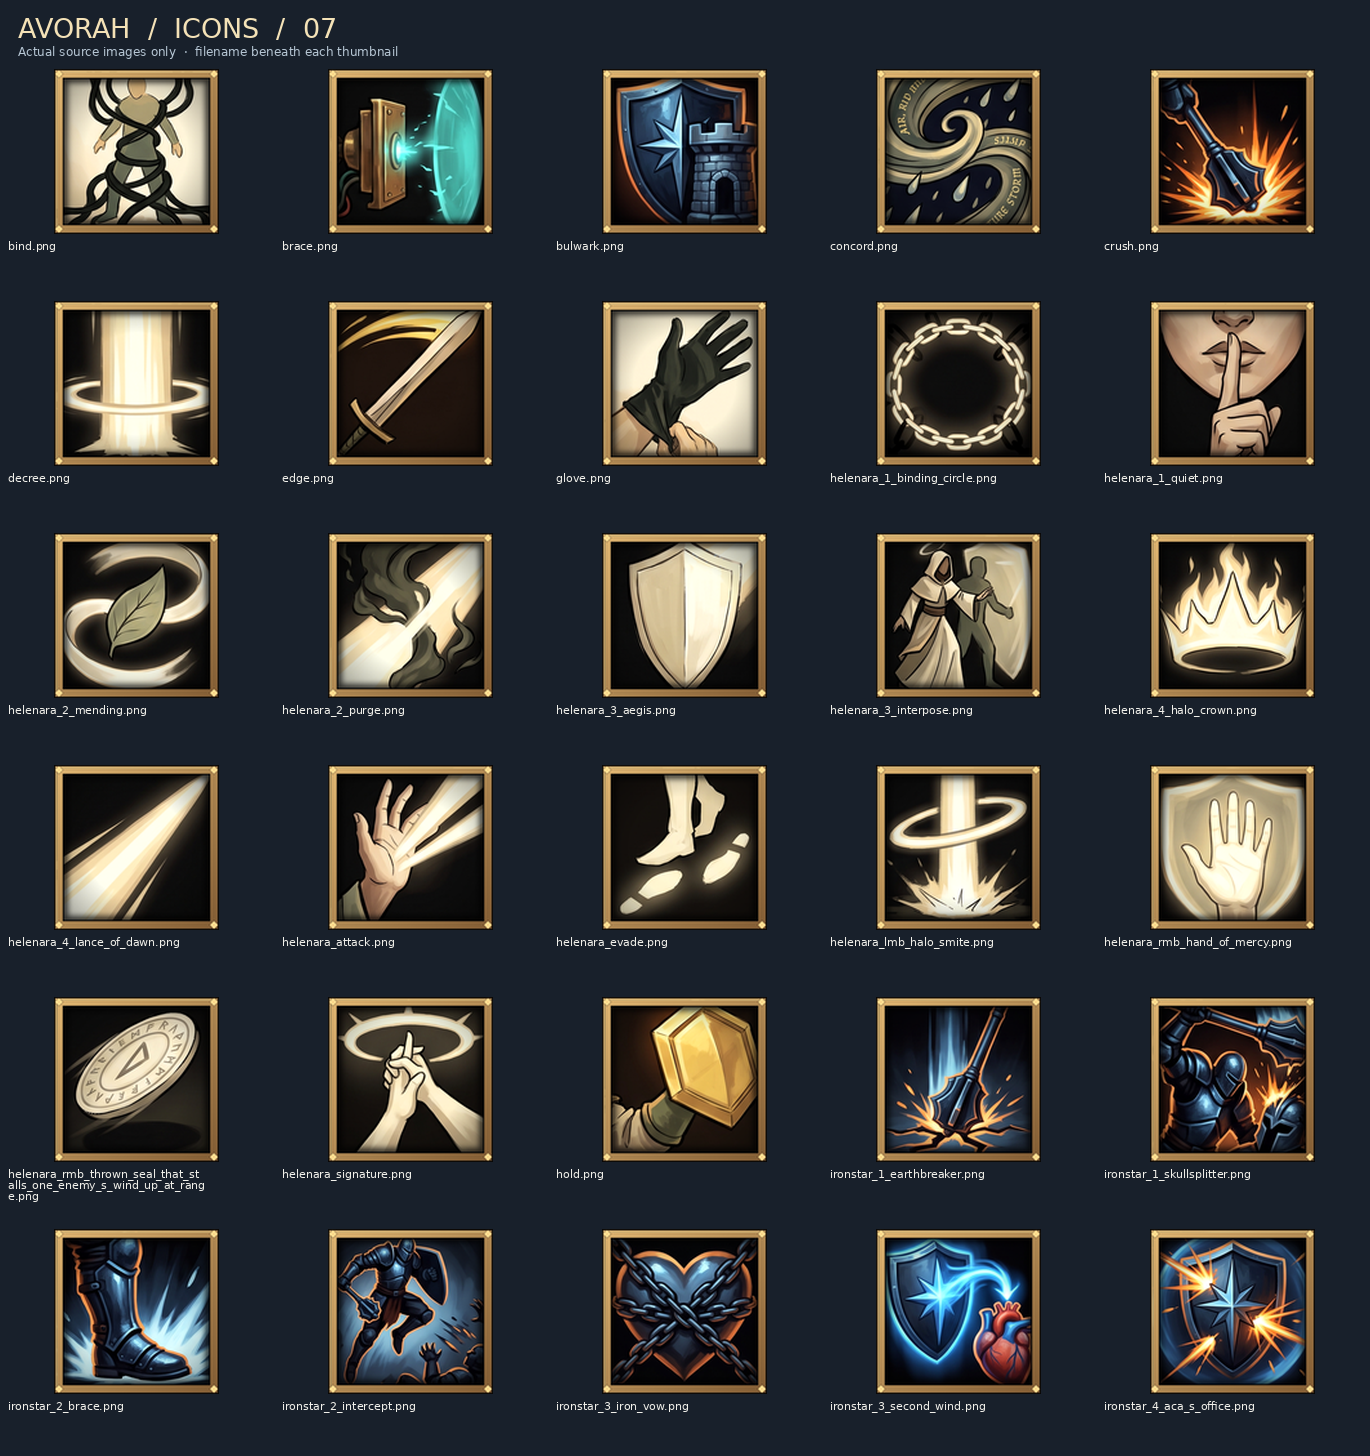 AVORAH / ICONS / 07
Actual source images only · filename beneath each thumbnail
bind.png
brace.png
bulwark.png
concord.png
crush.png
decree.png
edge.png
glove.png
helenara_1_binding_circle.png
helenara_1_quiet.png
helenara_2_mending.png
helenara_2_purge.png
helenara_3_aegis.png
helenara_3_interpose.png
helenara_4_halo_crown.png
helenara_4_lance_of_dawn.png
helenara_attack.png
helenara_evade.png
helenara_lmb_halo_smite.png
helenara_rmb_hand_of_mercy.png
helenara_rmb_thrown_seal_that_st
alls_one_enemy_s_wind_up_at_rang
e.png
helenara_signature.png
hold.png
ironstar_1_earthbreaker.png
ironstar_1_skullsplitter.png
ironstar_2_brace.png
ironstar_2_intercept.png
ironstar_3_iron_vow.png
ironstar_3_second_wind.png
ironstar_4_aca_s_office.png